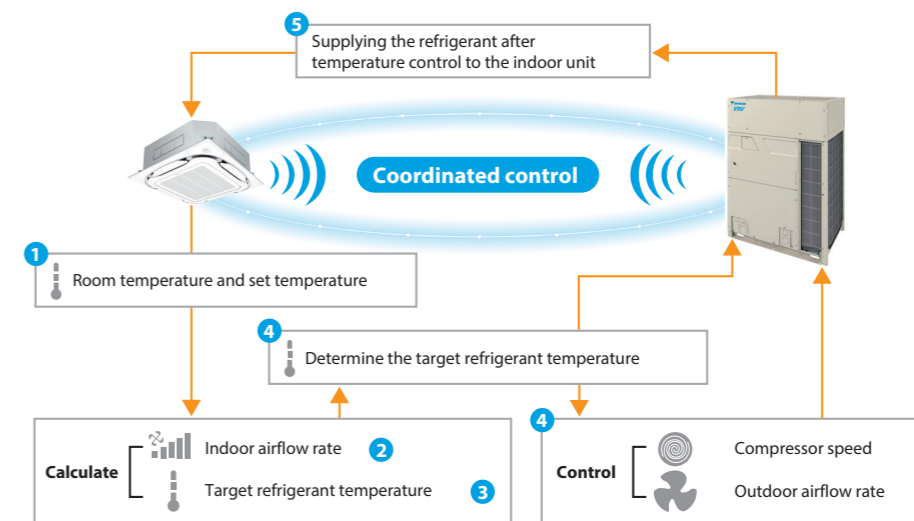 5
Supplying the refrigerant after
temperature control to the indoor unit
Coordinated control
1
Room temperature and set temperature
4
Determine the target refrigerant temperature
Calculate
Indoor airflow rate
2
Target refrigerant temperature
3
4
Control
Compressor speed
Outdoor airflow rate